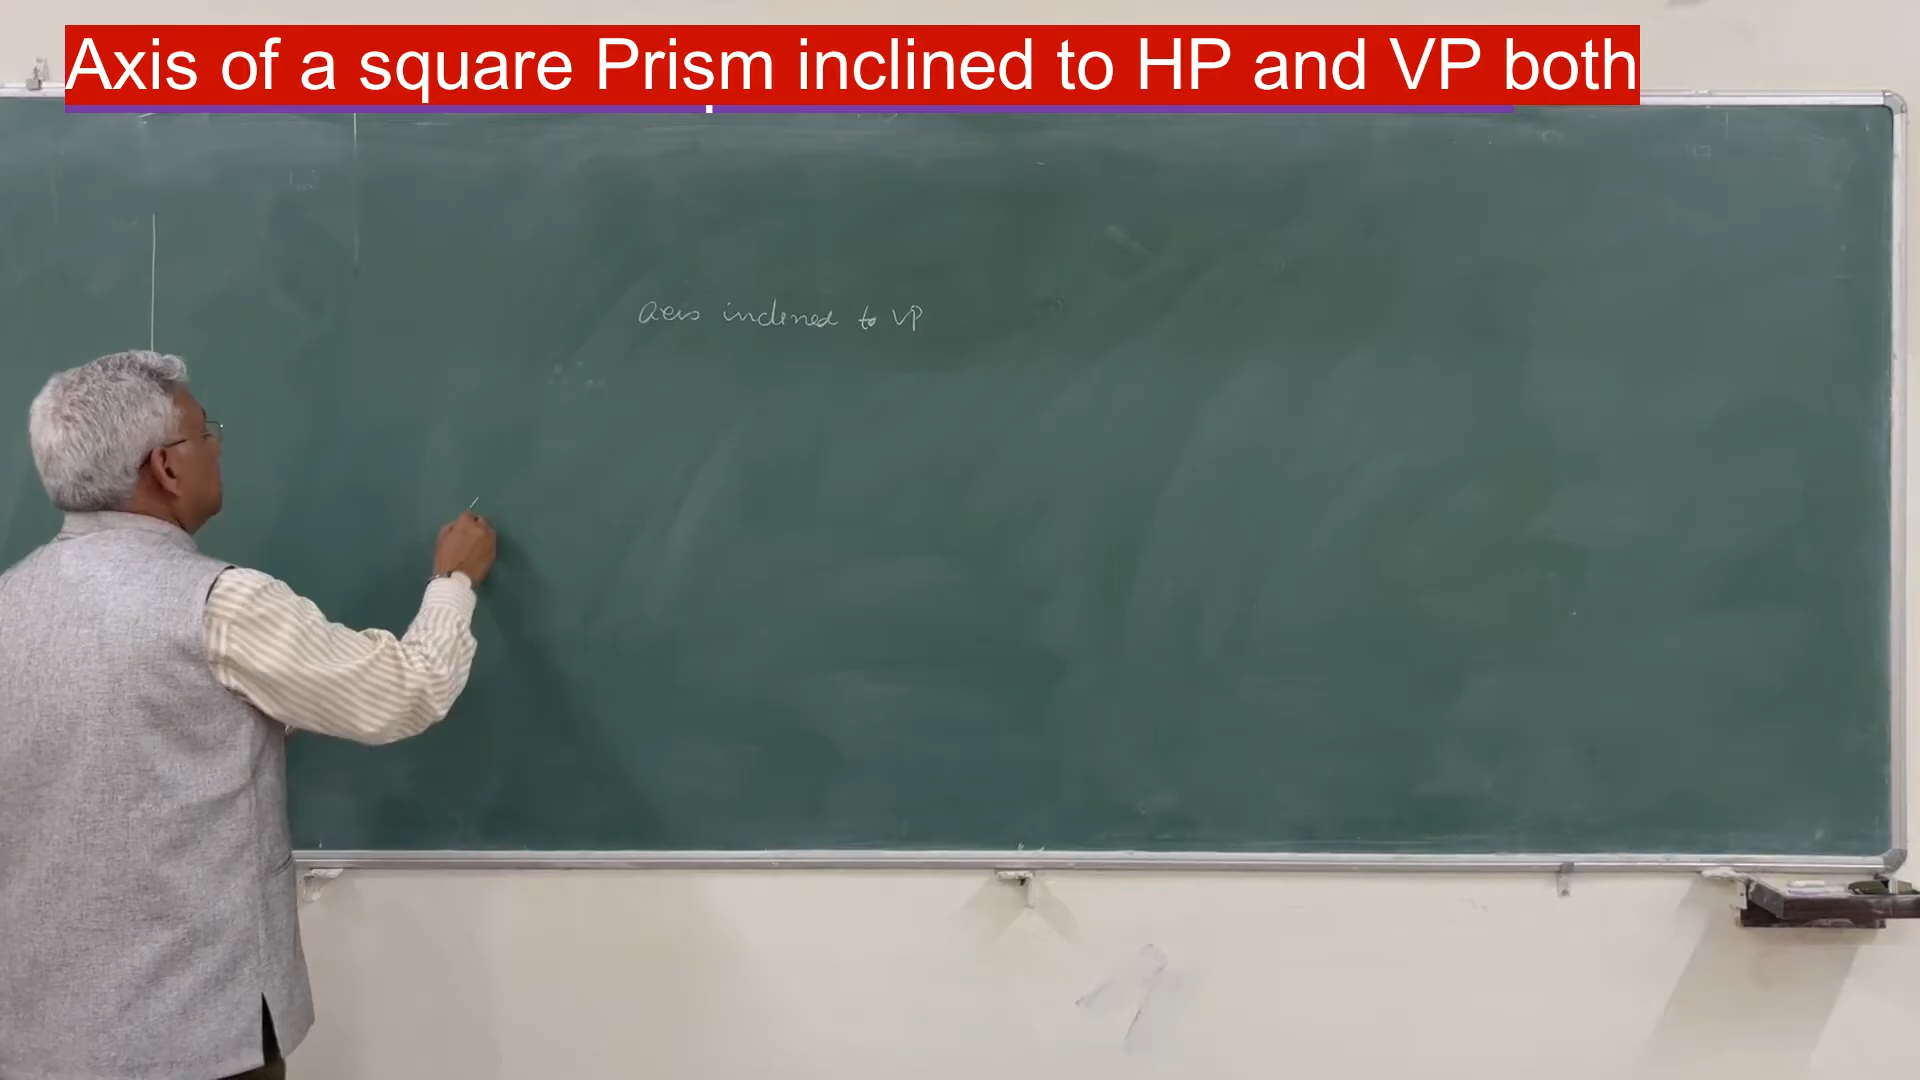 Axis of a square Prism inclined to HP and VP both
axis inclined to VP